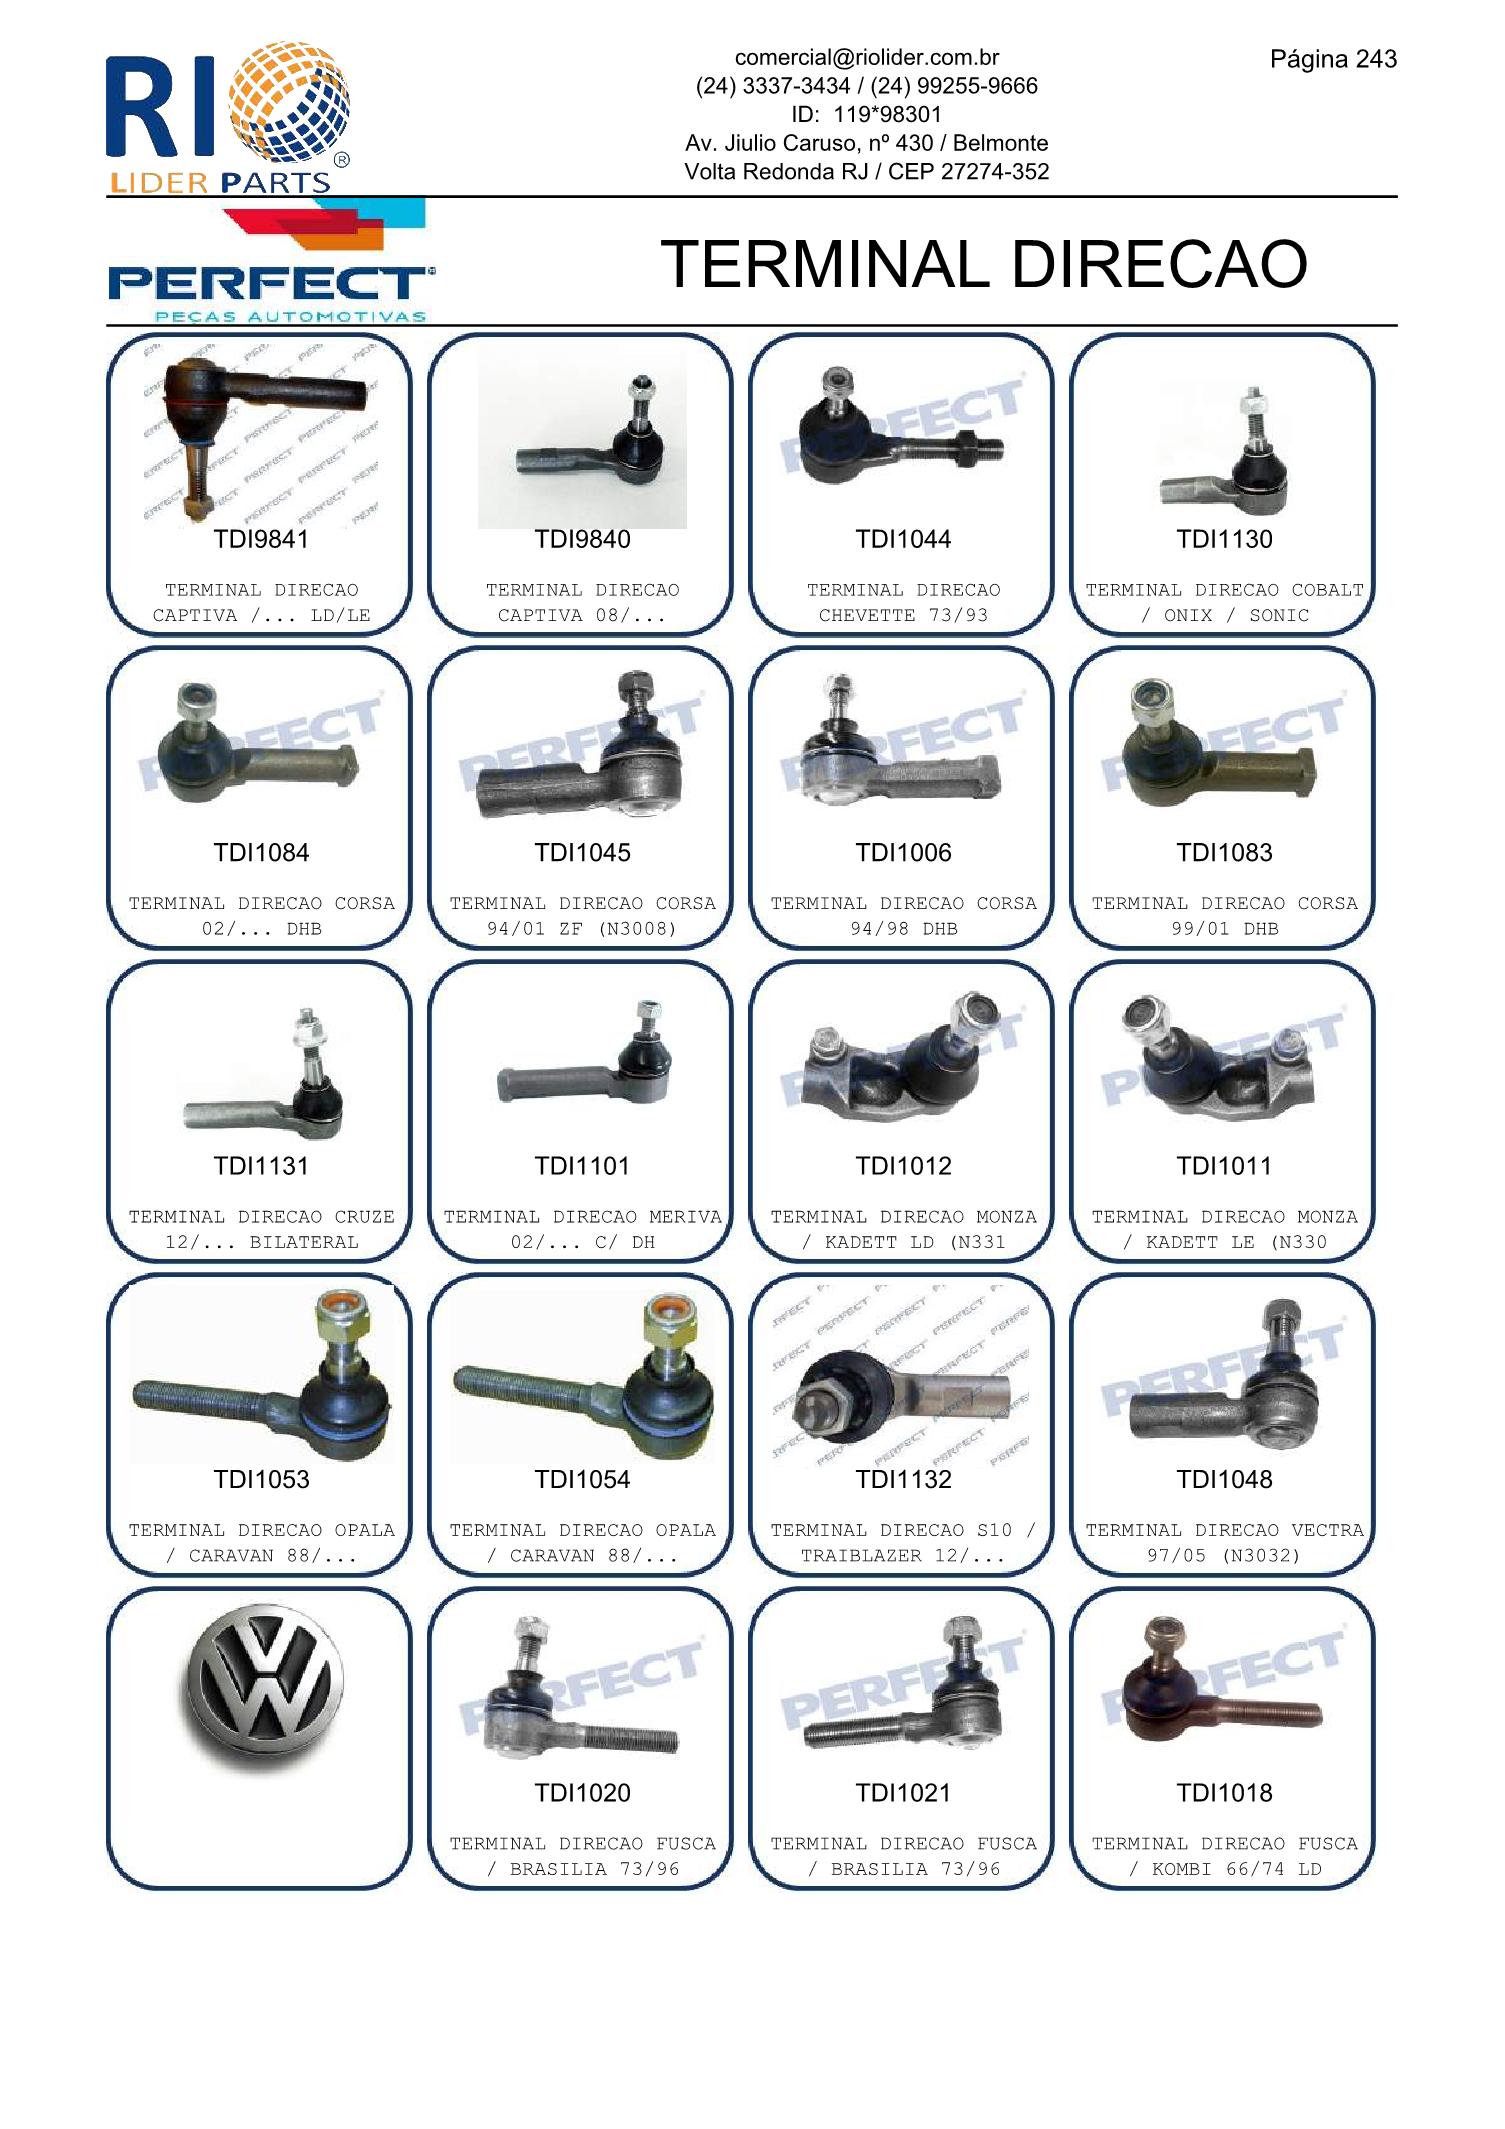 RIO
®
LIDER PARTS
comercial@riolider.com.br
(24) 3337-3434 / (24) 99255-9666
ID: 119*98301
Av. Jiulio Caruso, nº 430 / Belmonte
Volta Redonda RJ / CEP 27274-352
Página 243
PERFECT
PEÇAS AUTOMOTIVAS
TERMINAL DIRECAO
TDI9841
TERMINAL DIRECAO
CAPTIVA /... LD/LE
TDI9840
TERMINAL DIRECAO
CAPTIVA 08/...
TDI1044
TERMINAL DIRECAO
CHEVETTE 73/93
TDI1130
TERMINAL DIRECAO COBALT
/ ONIX / SONIC
TDI1084
TERMINAL DIRECAO CORSA
02/... DHB
TDI1045
TERMINAL DIRECAO CORSA
94/01 ZF (N3008)
TDI1006
TERMINAL DIRECAO CORSA
94/98 DHB
TDI1083
TERMINAL DIRECAO CORSA
99/01 DHB
TDI1131
TERMINAL DIRECAO CRUZE
12/... BILATERAL
TDI1101
TERMINAL DIRECAO MERIVA
02/... C/ DH
TDI1012
TERMINAL DIRECAO MONZA
/ KADETT LD (N331
TDI1011
TERMINAL DIRECAO MONZA
/ KADETT LE (N330
TDI1053
TERMINAL DIRECAO OPALA
/ CARAVAN 88/...
TDI1054
TERMINAL DIRECAO OPALA
/ CARAVAN 88/...
TDI1132
TERMINAL DIRECAO S10 /
TRAIBLAZER 12/...
TDI1048
TERMINAL DIRECAO VECTRA
97/05 (N3032)
VW
TDI1020
TERMINAL DIRECAO FUSCA
/ BRASILIA 73/96
TDI1021
TERMINAL DIRECAO FUSCA
/ BRASILIA 73/96
TDI1018
TERMINAL DIRECAO FUSCA
/ KOMBI 66/74 LD